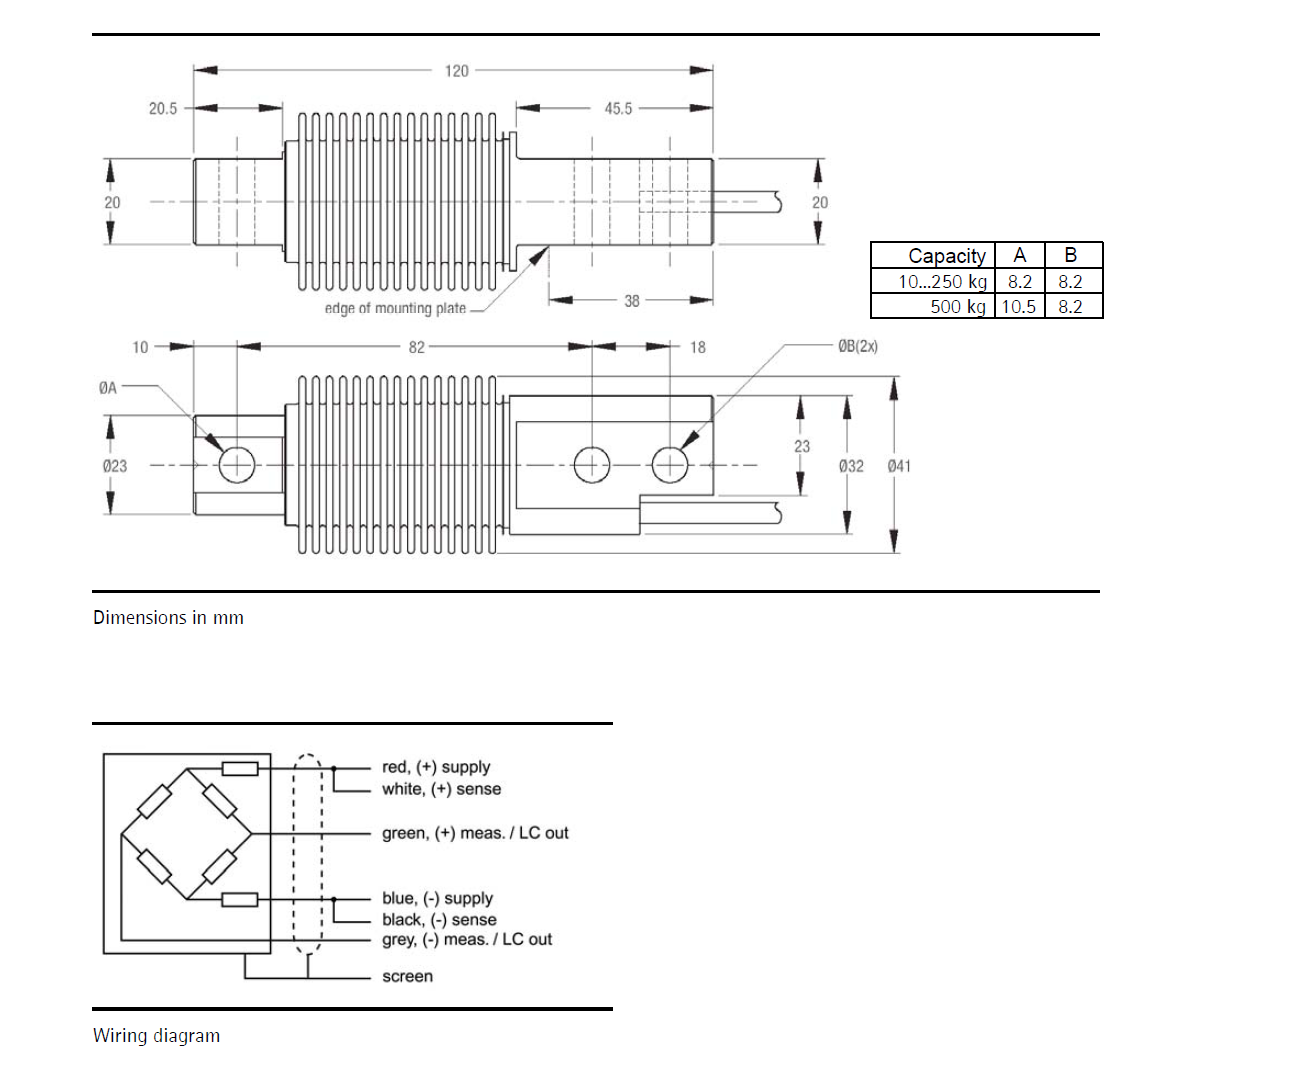 120
20.5
45.5
20
20
Capacity A B
10...250 kg 8.2 8.2
500 kg 10.5 8.2
edge of mounting plate
38
10
82
18
ØB(2x)
ØA
23
Ø23
Ø32
Ø41
Dimensions in mm
red, (+) supply
white, (+) sense
green, (+) meas. / LC out
blue, (-) supply
black, (-) sense
grey, (-) meas. / LC out
screen
Wiring diagram